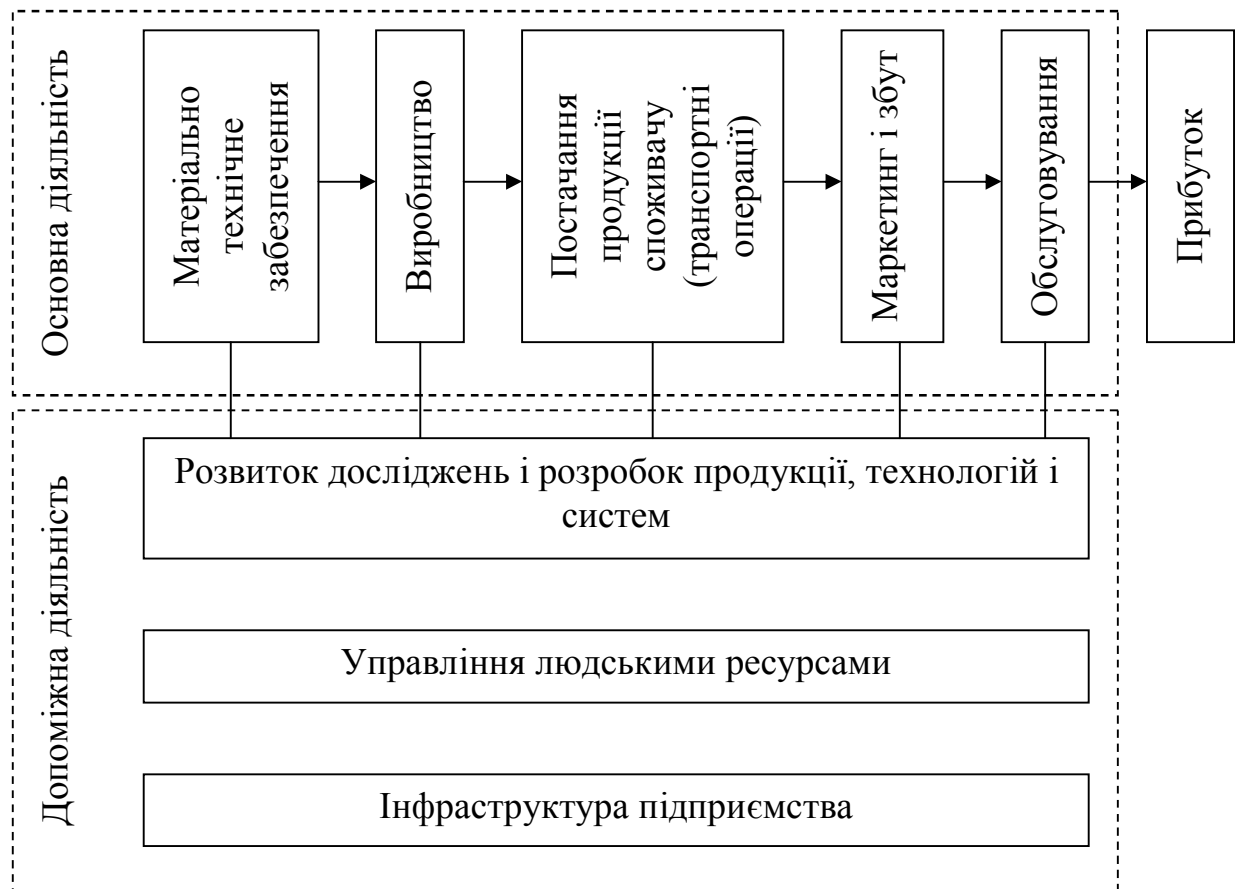 Основна діяльність
Матеріально
технічне
забезпечення
Виробництво
Постачання
продукції
споживачу
(транспортні
операції)
Маркетинг і збут
Обслуговування
Прибуток
Допоміжна діяльність
Розвиток досліджень і розробок продукції, технологій і
систем
Управління людськими ресурсами
Інфраструктура підприємства